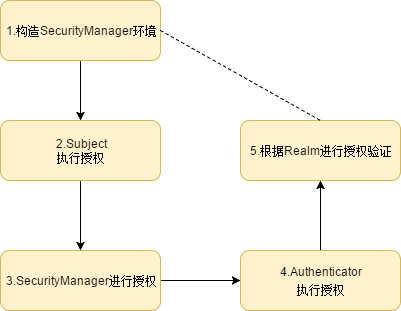 1.构造SecurityManager环境
2.Subject
执行授权
3.SecurityManager进行授权
4.Authenticator
执行授权
5.根据Realm进行授权验证